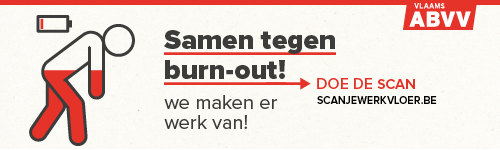 VLAAMS
ABVV
Samen tegen
burn-out!
DOE DE SCAN
SCANJEWERKVLOER.BE
we maken er
werk van!